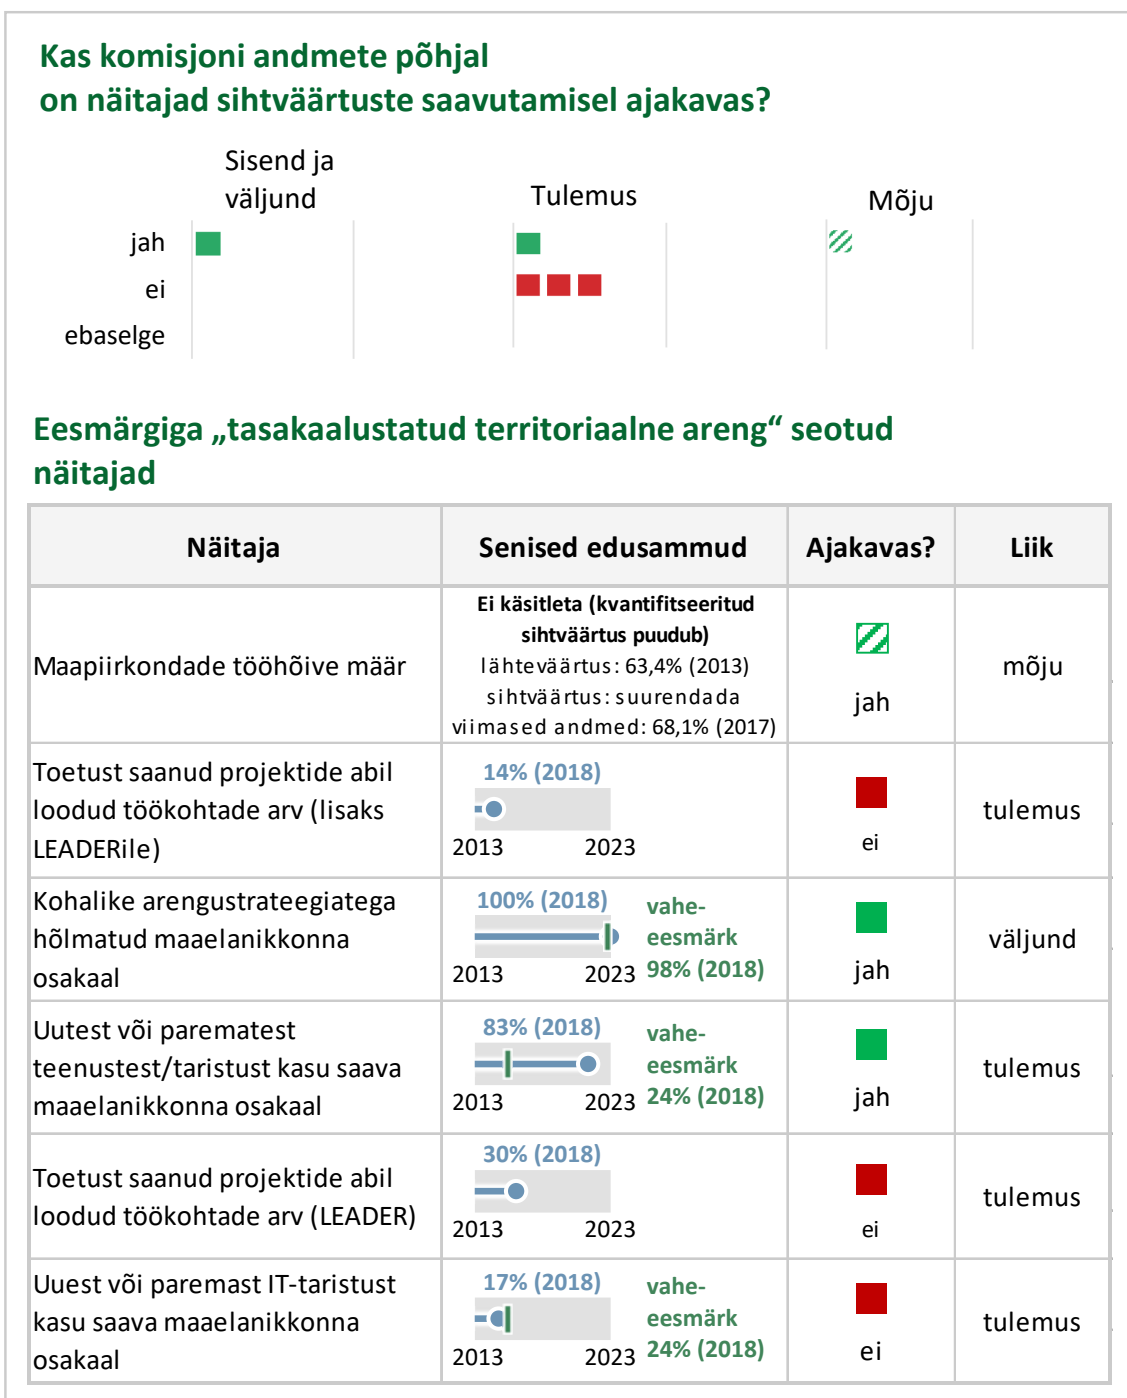 Kas komisjoni andmete põhjal
on näitajad sihtväärtuste saavutamisel ajakavas?
Sisend ja
väljund
Tulemus
Mõju
jah
ei
ebaselge
Eesmärgiga „tasakaalustatud territoriaalne areng“ seotud
näitajad
Näitaja
Senised edusammud
Ajakavas?
Liik
Maapiirkondade tööhõive määr
Ei käsitleta (kvantifitseeritud
sihtväärtus puudub)
lähteväärtus: 63,4% (2013)
sihtväärtus: suurendada
viimased andmed: 68,1% (2017)
jah
mõju
Toetust saanud projektide abil
loodud töökohtade arv (lisaks
LEADERile)
14% (2018)
2013 2023
ei
tulemus
Kohalike arengustrateegiatega
hõlmatud maaelanikkonna
osakaal
100% (2018)
2013 2023
vahe-
eesmärk
98% (2018)
jah
väljund
Uutest või parematest
teenustest/taristust kasu saava
maaelanikkonna osakaal
83% (2018)
2013 2023
vahe-
eesmärk
24% (2018)
jah
tulemus
Toetust saanud projektide abil
loodud töökohtade arv (LEADER)
30% (2018)
2013 2023
ei
tulemus
Uuest või paremast IT-taristust
kasu saava maaelanikkonna
osakaal
17% (2018)
2013 2023
vahe-
eesmärk
24% (2018)
ei
tulemus